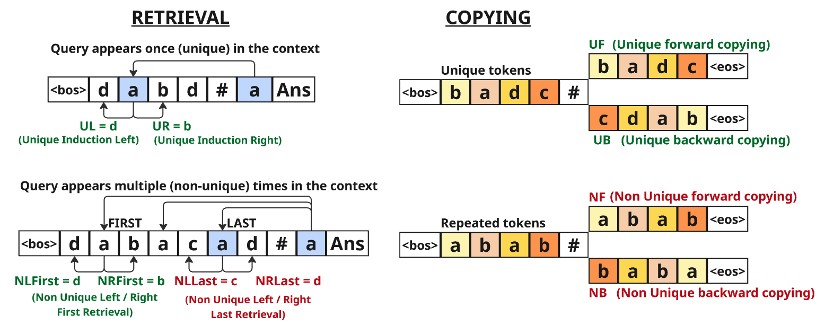 RETRIEVAL
Query appears once (unique) in the context
<bos> d a b d # a Ans
UL = d UR = b
(Unique Induction Left) (Unique Induction Right)
Query appears multiple (non-unique) times in the context
FIRST LAST
<bos> d a b a c a d # a Ans
NLFirst = d NRFirst = b NLLast = c NRLast = d
(Non Unique Left / Right
First Retrieval)
(Non Unique Left / Right
Last Retrieval)
COPYING
UF (Unique forward copying)
b a d c <eos>
Unique tokens
<bos> b a d c #
c d a b <eos>
UB (Unique backward copying)
NF (Non Unique forward copying)
a b a b <eos>
Repeated tokens
<bos> a b a b #
b a b a <eos>
NB (Non Unique backward copying)